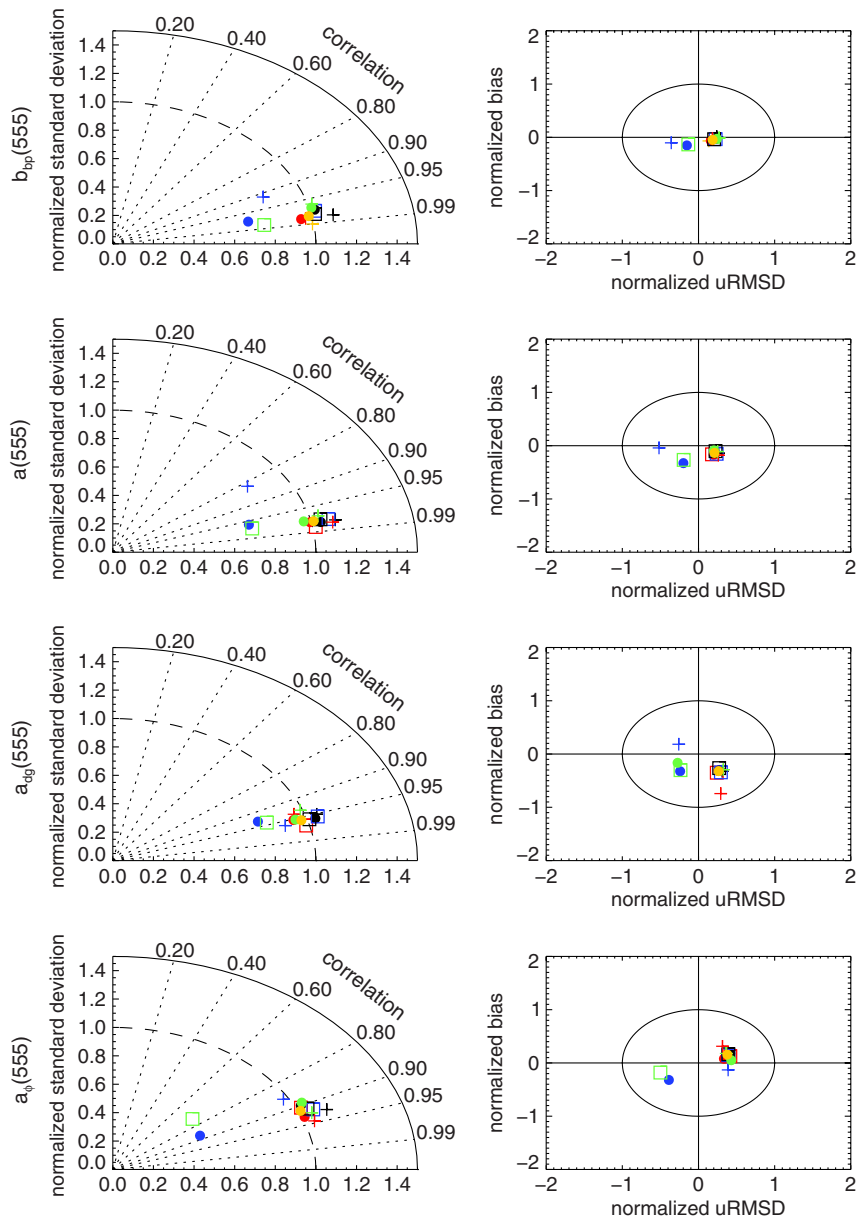 b_bp(555)
normalized standard deviation
1.4
1.2
1.0
0.8
0.6
0.4
0.2
0.0
0.0 0.2 0.4 0.6 0.8 1.0 1.2 1.4
0.20
0.40
0.60
0.80
0.90
0.95
0.99
correlation
normalized bias
2
1
0
−1
−2
−2 −1 0 1 2
normalized uRMSD
a(555)
normalized standard deviation
1.4
1.2
1.0
0.8
0.6
0.4
0.2
0.0
0.0 0.2 0.4 0.6 0.8 1.0 1.2 1.4
0.20
0.40
0.60
0.80
0.90
0.95
0.99
correlation
normalized bias
2
1
0
−1
−2
−2 −1 0 1 2
normalized uRMSD
a_dg(555)
normalized standard deviation
1.4
1.2
1.0
0.8
0.6
0.4
0.2
0.0
0.0 0.2 0.4 0.6 0.8 1.0 1.2 1.4
0.20
0.40
0.60
0.80
0.90
0.95
0.99
correlation
normalized bias
2
1
0
−1
−2
−2 −1 0 1 2
normalized uRMSD
a_ϕ(555)
normalized standard deviation
1.4
1.2
1.0
0.8
0.6
0.4
0.2
0.0
0.0 0.2 0.4 0.6 0.8 1.0 1.2 1.4
0.20
0.40
0.60
0.80
0.90
0.95
0.99
correlation
normalized bias
2
1
0
−1
−2
−2 −1 0 1 2
normalized uRMSD